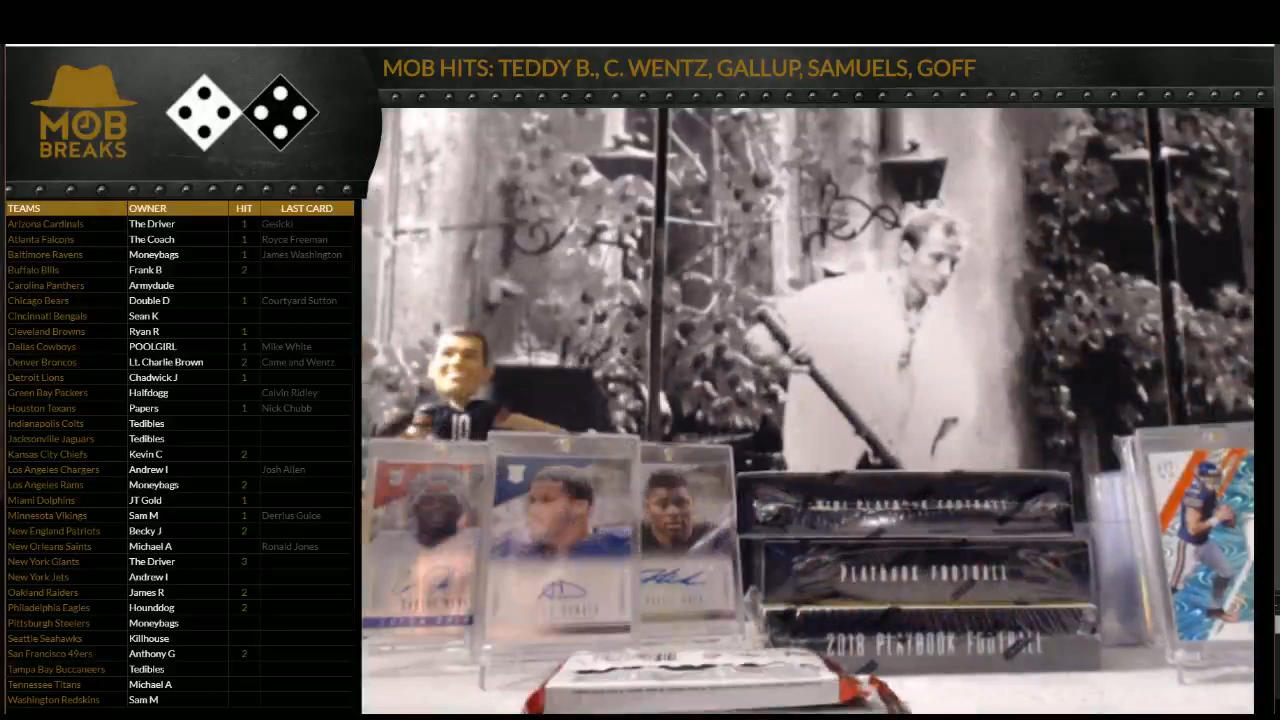 MOB HITS: TEDDY B., C. WENTZ, GALLUP, SAMUELS, GOFF
MOB
BREAKS
TEAMS OWNER HIT LAST CARD
Arizona Cardinals The Driver 1 Gesicki
Atlanta Falcons The Coach 1 Royce Freeman
Baltimore Ravens Moneybags 1 James Washington
Buffalo Bills Frank B 2
Carolina Panthers Armydude
Chicago Bears Double D 1 Courtyard Sutton
Cincinnati Bengals Sean K
Cleveland Browns Ryan R 1
Dallas Cowboys POOLGIRL 1 Mike White
Denver Broncos Lt. Charlie Brown 2 Came and Wentz
Detroit Lions Chadwick J 1
Green Bay Packers Halfdogg Calvin Ridley
Houston Texans Papers 1 Nick Chubb
Indianapolis Colts Tedibles
Jacksonville Jaguars Tedibles
Kansas City Chiefs Kevin C 2
Los Angeles Chargers Andrew I Josh Allen
Los Angeles Rams Moneybags 2
Miami Dolphins JT Gold 1
Minnesota Vikings Sam M 1 Derrius Guice
New England Patriots Becky J 2
New Orleans Saints Michael A Ronald Jones
New York Giants The Driver 3
New York Jets Andrew I
Oakland Raiders James R 2
Philadelphia Eagles Hounddog 2
Pittsburgh Steelers Moneybags
Seattle Seahawks Killhouse
San Francisco 49ers Anthony G 2
Tampa Bay Buccaneers Tedibles
Tennessee Titans Michael A
Washington Redskins Sam M
10
PLAYBOOK FOOTBALL
PLAYBOOK FOOTBALL
2018 PLAYBOOK FOOTBALL